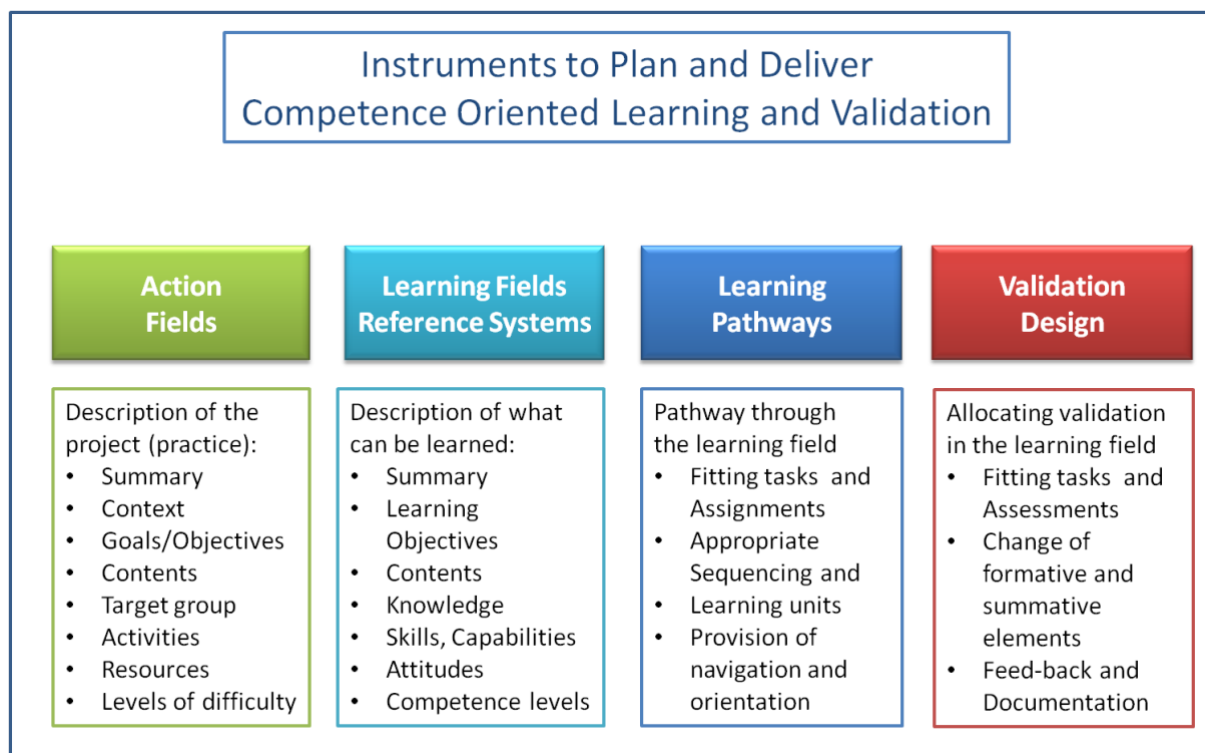 Instruments to Plan and Deliver
Competence Oriented Learning and Validation
Action
Fields
Description of the
project (practice):
• Summary
• Context
• Goals/Objectives
• Contents
• Target group
• Activities
• Resources
• Levels of difficulty
Learning Fields
Reference Systems
Description of what
can be learned:
• Summary
• Learning
Objectives
• Contents
• Knowledge
• Skills, Capabilities
• Attitudes
• Competence levels
Learning
Pathways
Pathway through
the learning field
• Fitting tasks and
Assignments
• Appropriate
Sequencing and
• Learning units
• Provision of
navigation and
orientation
Validation
Design
Allocating validation
in the learning field
• Fitting tasks and
Assessments
• Change of
formative and
summative
elements
• Feed-back and
Documentation